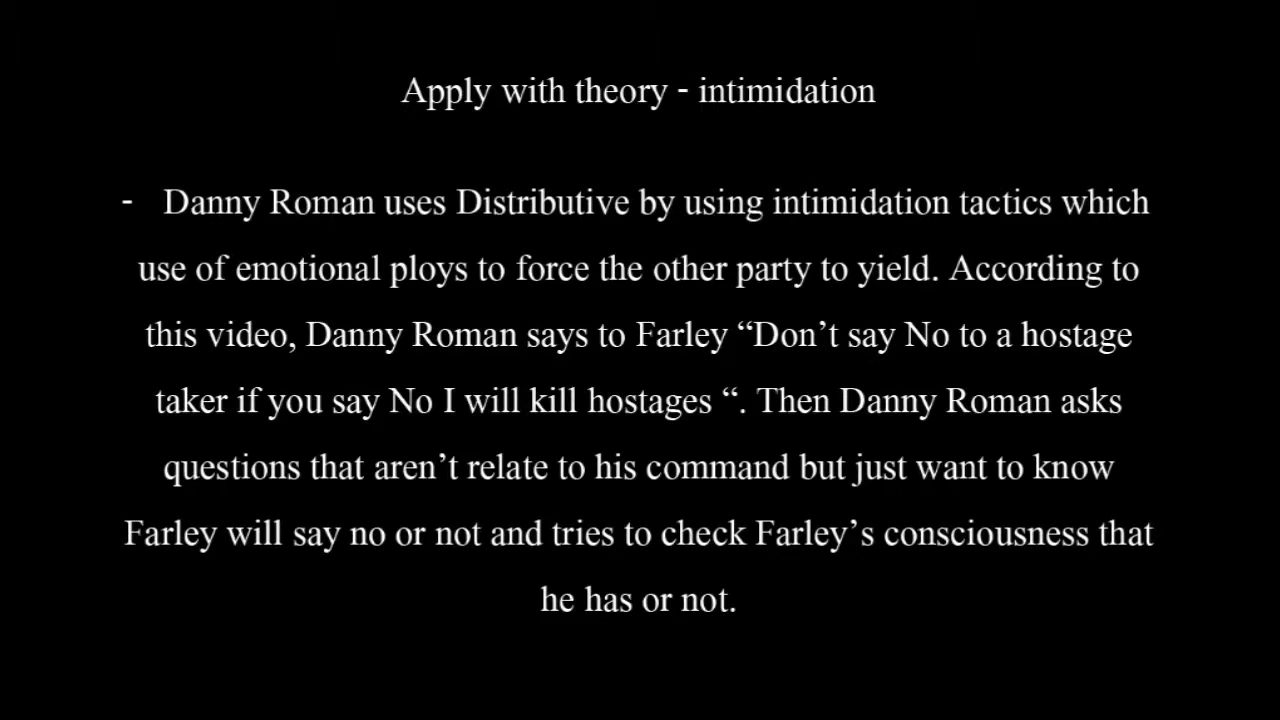 Apply with theory - intimidation
- Danny Roman uses Distributive by using intimidation tactics which
use of emotional ploys to force the other party to yield. According to
this video, Danny Roman says to Farley “Don’t say No to a hostage
taker if you say No I will kill hostages “. Then Danny Roman asks
questions that aren’t relate to his command but just want to know
Farley will say no or not and tries to check Farley’s consciousness that
he has or not.